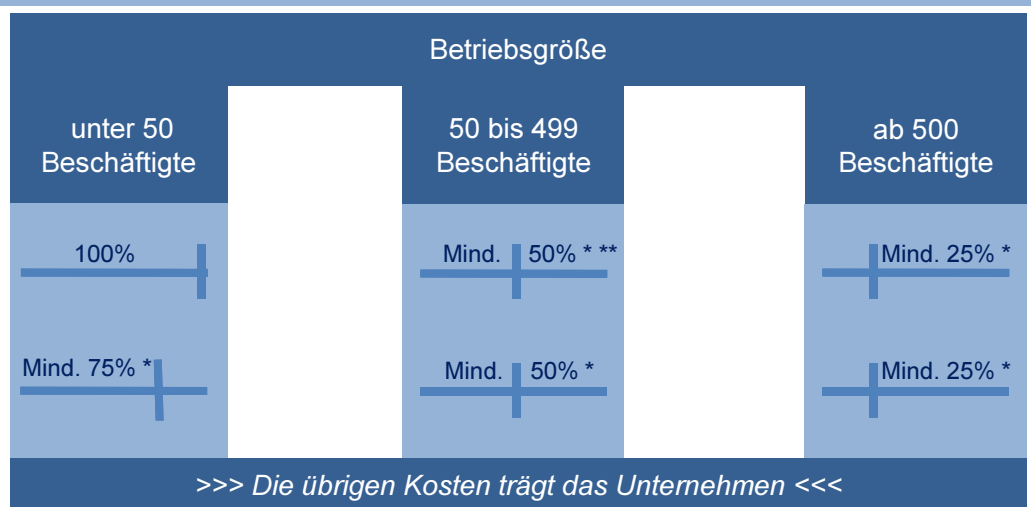 Betriebsgröße
unter 50
Beschäftigte
50 bis 499
Beschäftigte
ab 500
Beschäftigte
100%
Mind. 50% * **
Mind. 25% *
Mind. 75% *
Mind. 50% *
Mind. 25% *
>>> Die übrigen Kosten trägt das Unternehmen <<<